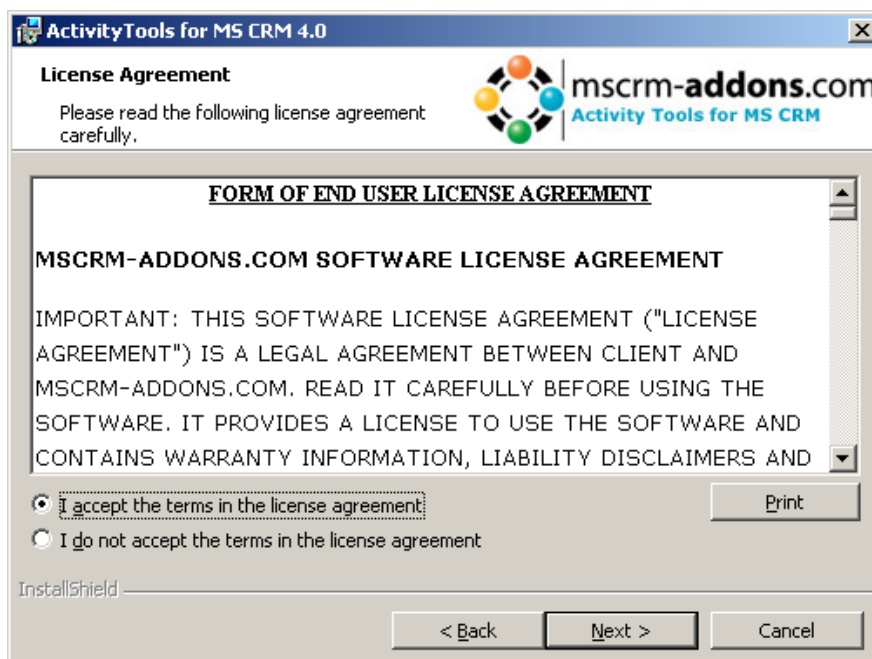 ActivityTools for MS CRM 4.0
License Agreement
Please read the following license agreement
carefully.
mscrm-addons.com
Activity Tools for MS CRM
FORM OF END USER LICENSE AGREEMENT
MSCRM-ADDONS.COM SOFTWARE LICENSE AGREEMENT
IMPORTANT: THIS SOFTWARE LICENSE AGREEMENT ("LICENSE
AGREEMENT") IS A LEGAL AGREEMENT BETWEEN CLIENT AND
MSCRM-ADDONS.COM. READ IT CAREFULLY BEFORE USING THE
SOFTWARE. IT PROVIDES A LICENSE TO USE THE SOFTWARE AND
CONTAINS WARRANTY INFORMATION, LIABILITY DISCLAIMERS AND
I accept the terms in the license agreement
Print
I do not accept the terms in the license agreement
InstallShield
< Back
Next >
Cancel